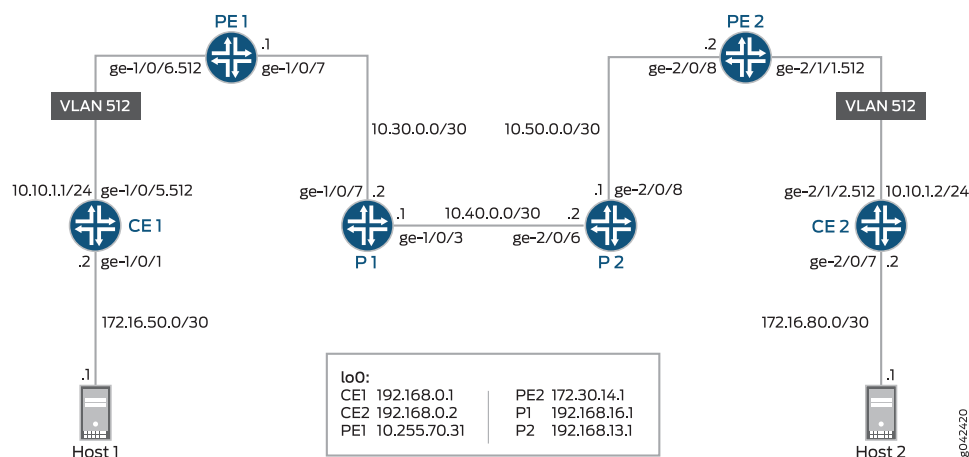 PE 1
PE 2
.1
.2
ge-1/0/6.512
ge-1/0/7
ge-2/0/8
ge-2/1/1.512
VLAN 512
VLAN 512
10.30.0.0/30
10.50.0.0/30
10.10.1.1/24
ge-1/0/5.512
ge-1/0/7
.2
.1
ge-2/0/8
ge-2/1/2.512
10.10.1.2/24
CE 1
.1
10.40.0.0/30
.2
CE 2
ge-1/0/3
ge-2/0/6
.2
ge-1/0/1
P 1
P 2
ge-2/0/7
.2
172.16.50.0/30
172.16.80.0/30
.1
.1
lo0:
CE1 192.168.0.1
PE2 172.30.14.1
CE2 192.168.0.2
P1 192.168.16.1
PE1 10.255.70.31
P2 192.168.13.1
Host 1
Host 2
g042420